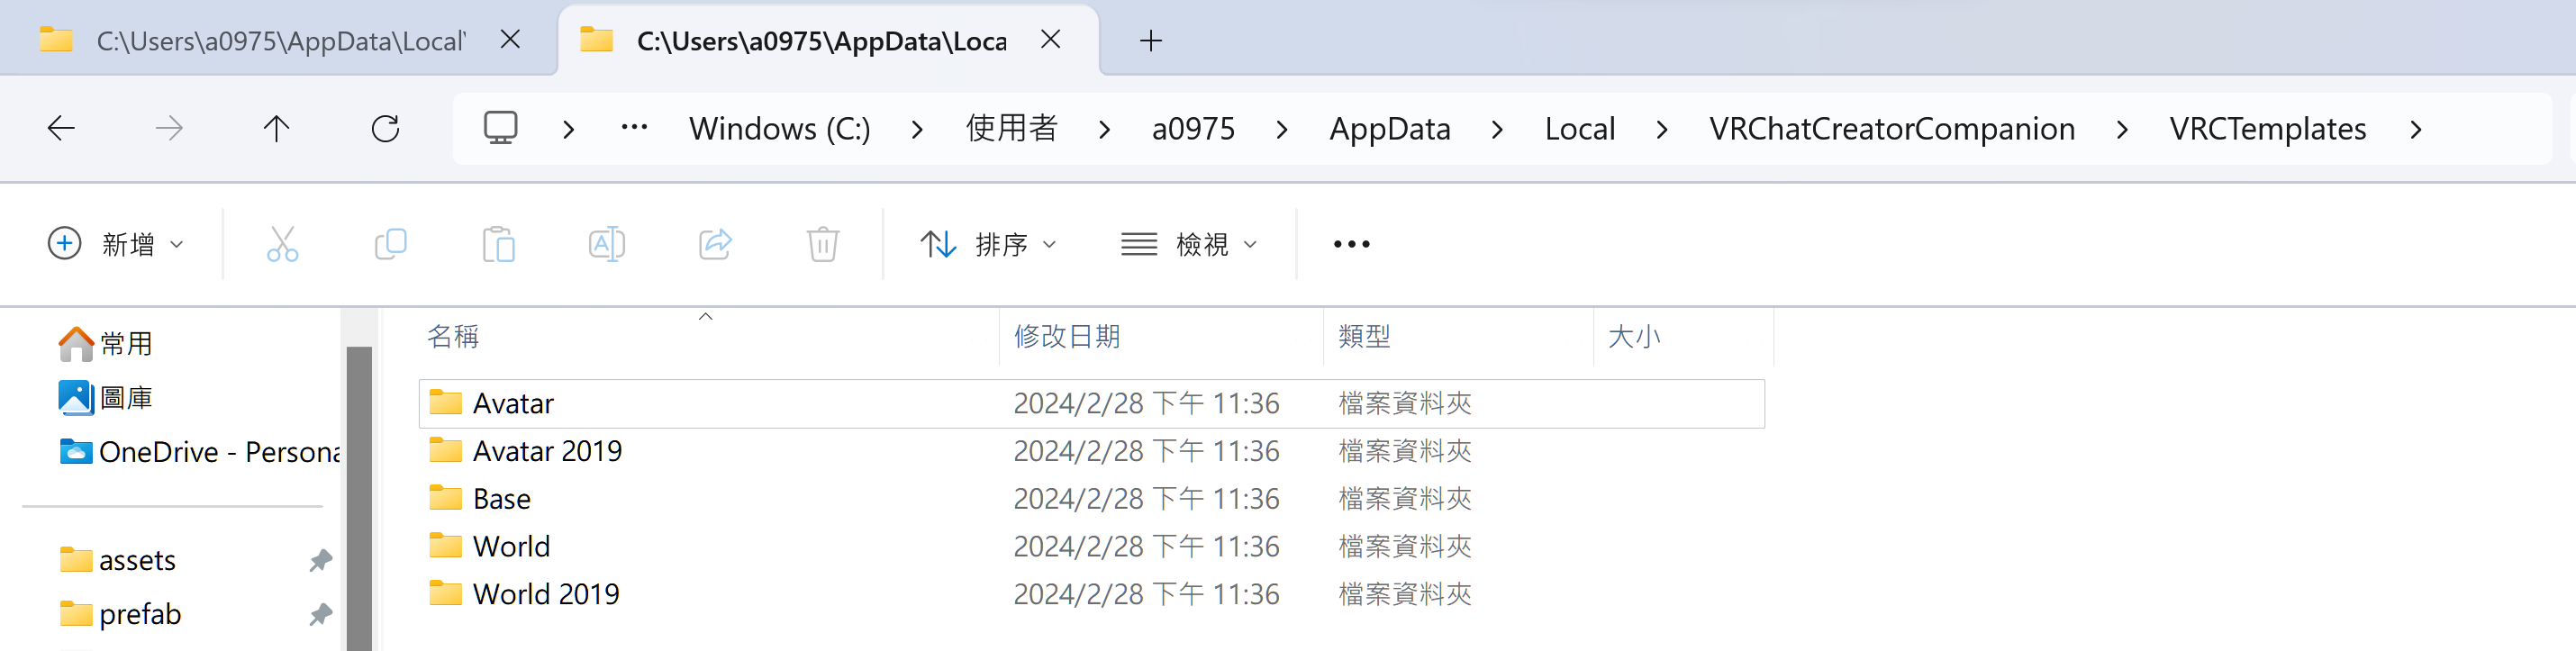 C:\Users\a0975\AppData\Local\ C:\Users\a0975\AppData\Loca
Windows (C:) 使用者 a0975 AppData Local VRChatCreatorCompanion VRCTemplates
新增 排序 檢視
常用
圖庫
OneDrive - Persona
assets
prefab
名稱 修改日期 類型 大小
Avatar 2024/2/28 下午 11:36 檔案資料夾
Avatar 2019 2024/2/28 下午 11:36 檔案資料夾
Base 2024/2/28 下午 11:36 檔案資料夾
World 2024/2/28 下午 11:36 檔案資料夾
World 2019 2024/2/28 下午 11:36 檔案資料夾